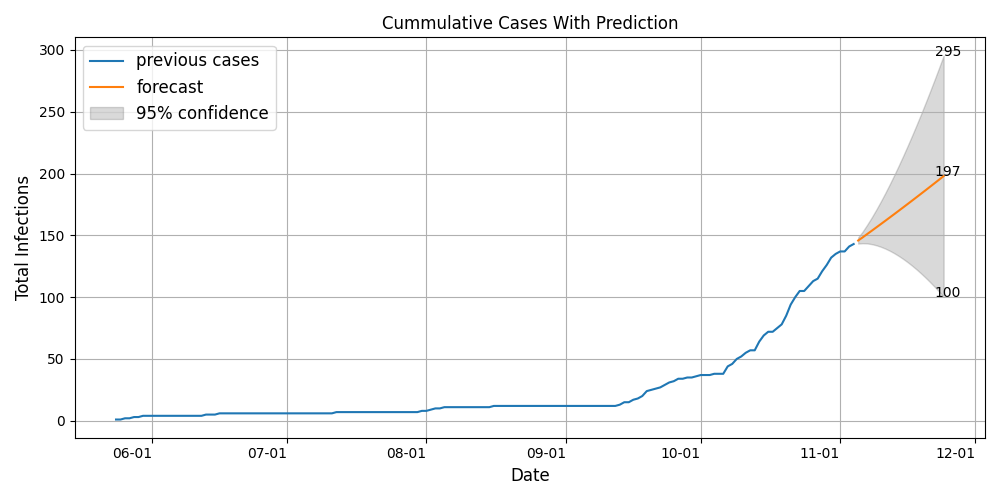 Cummulative Cases With Prediction
300
250
200
150
100
50
0
Total Infections
previous cases
forecast
95% confidence
295
197
100
06-01
07-01
08-01
09-01
10-01
11-01
12-01
Date